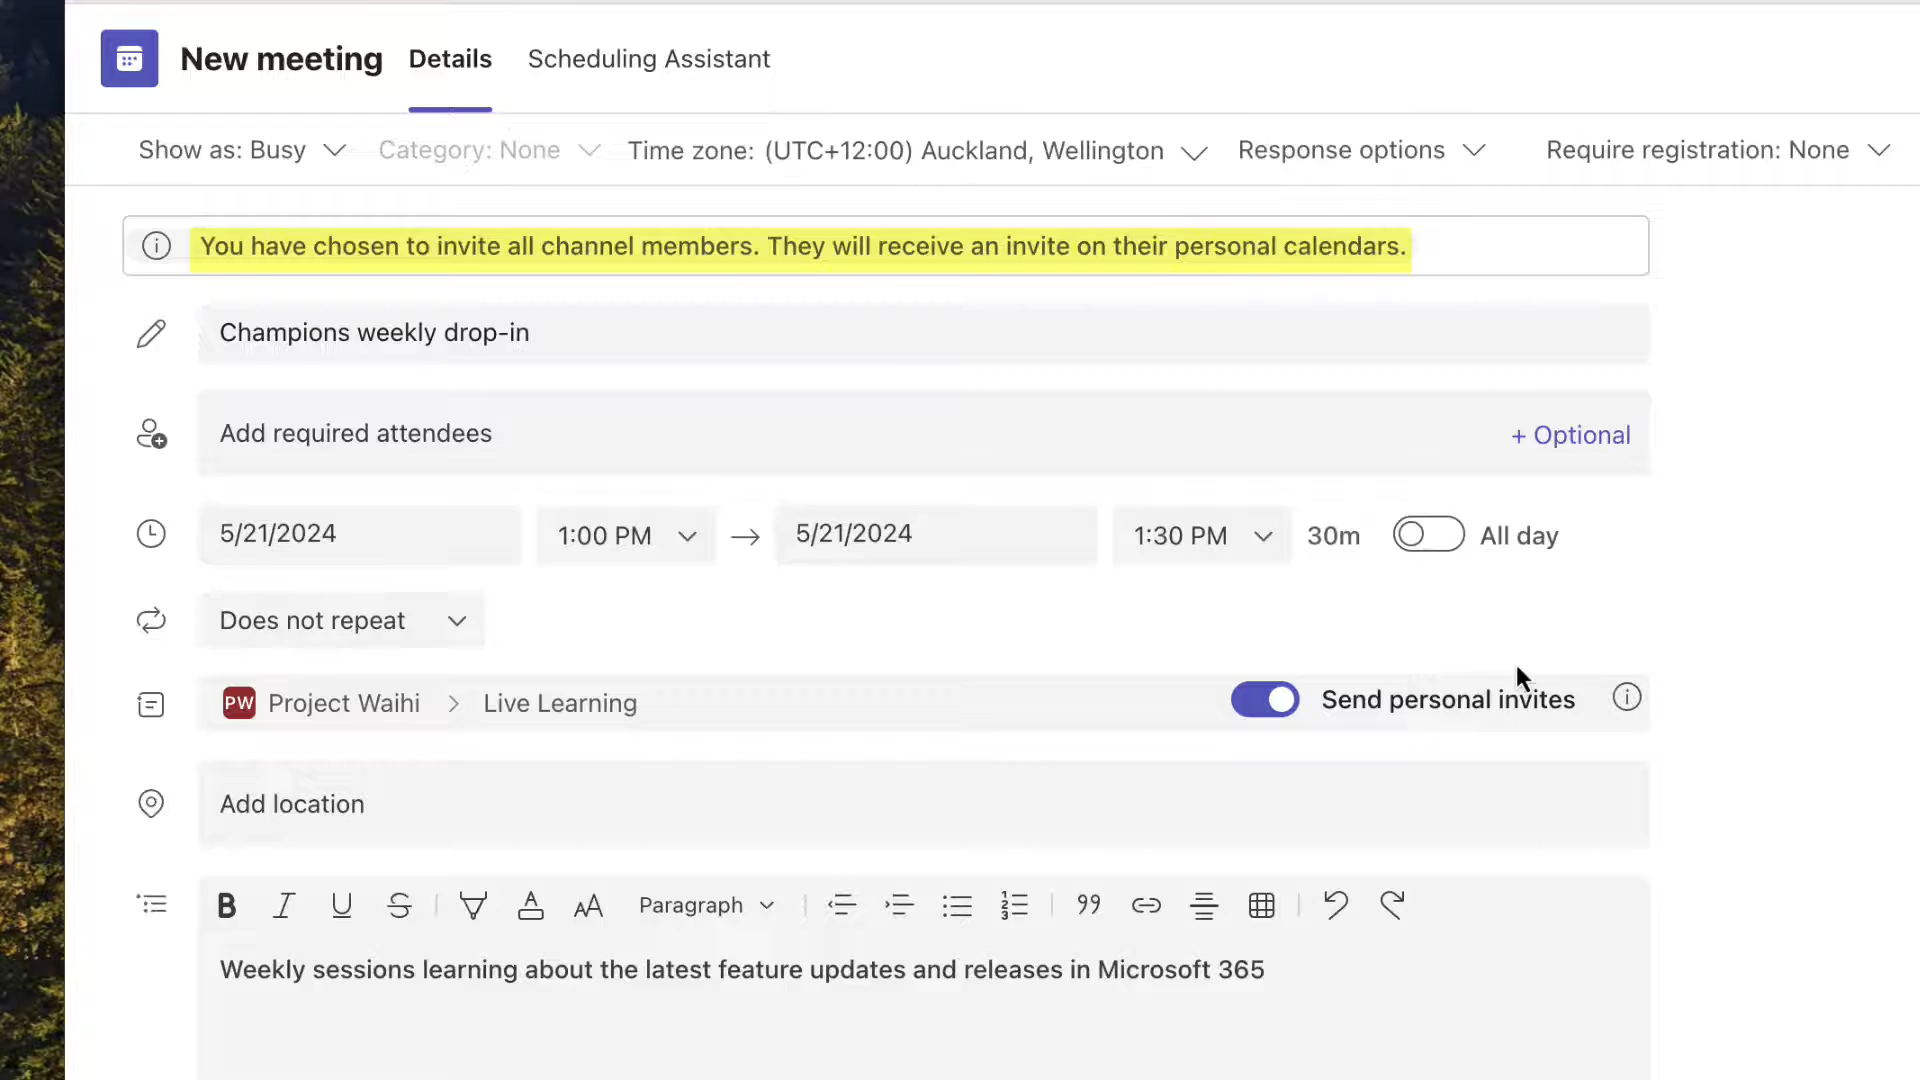 New meeting Details Scheduling Assistant
Show as: Busy Category: None Time zone: (UTC+12:00) Auckland, Wellington Response options Require registration: None
You have chosen to invite all channel members. They will receive an invite on their personal calendars.
Champions weekly drop-in
Add required attendees + Optional
5/21/2024 1:00 PM → 5/21/2024 1:30 PM 30m All day
Does not repeat
PW Project Waihi > Live Learning Send personal invites
Add location
B I U S A AA Paragraph
Weekly sessions learning about the latest feature updates and releases in Microsoft 365